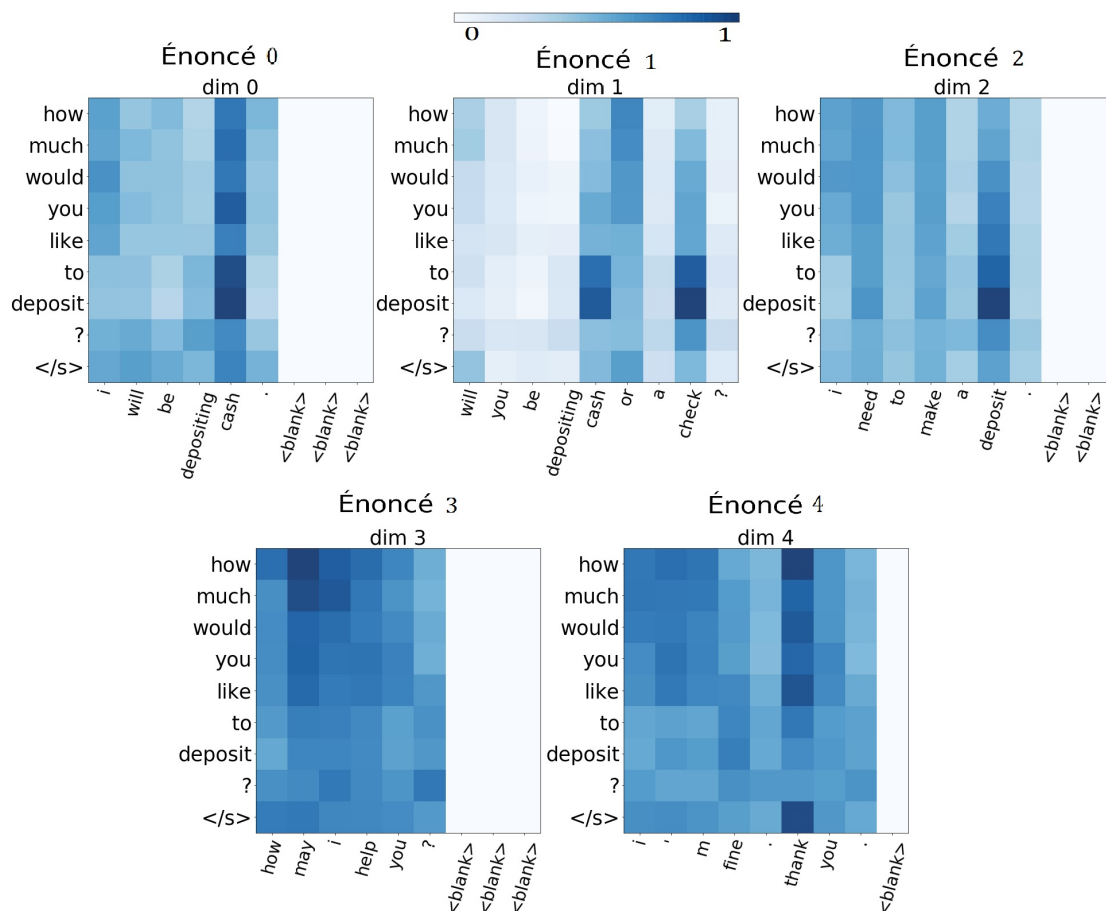 0 1
Énoncé 0
dim 0
how
much
would
you
like
to
deposit
?
</s>
i will be depositing cash . <blank> <blank> <blank>
Énoncé 1
dim 1
how
much
would
you
like
to
deposit
?
</s>
will you be depositing cash or a check ?
Énoncé 2
dim 2
how
much
would
you
like
to
deposit
?
</s>
i need to make a deposit . <blank> <blank>
Énoncé 3
dim 3
how
much
would
you
like
to
deposit
?
</s>
how may i help you ? <blank> <blank> <blank>
Énoncé 4
dim 4
how
much
would
you
like
to
deposit
?
</s>
i ' m fine . thank you . <blank>